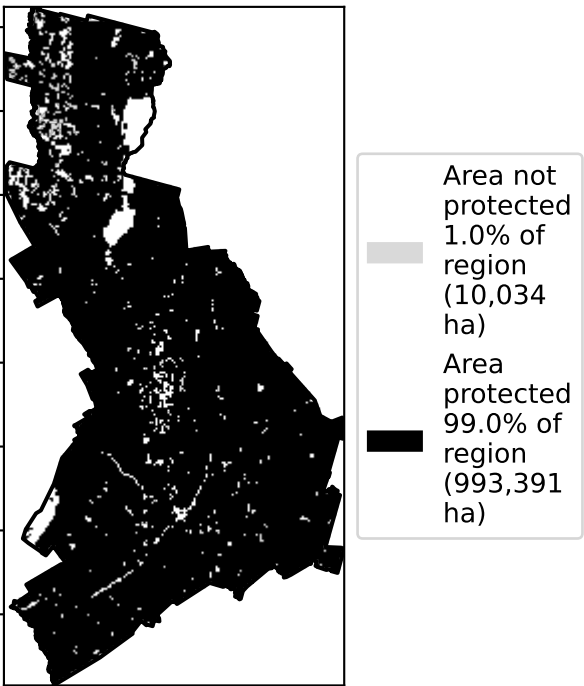 Area not
protected
1.0% of
region
(10,034
ha)
Area
protected
99.0% of
region
(993,391
ha)